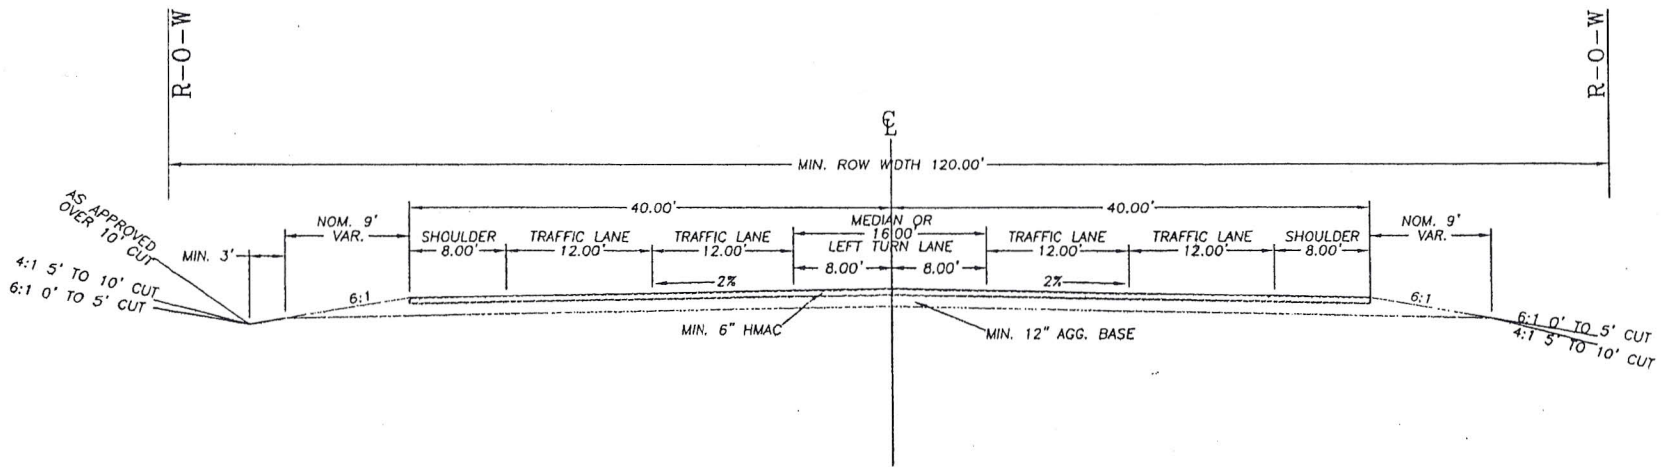 R-O-W
R-O-W
℄
MIN. ROW WDTH 120.00'
40.00'
40.00'
AS APPROVED
OVER 10' CUT
4:1 5' TO 10' CUT
6:1 0' TO 5' CUT
MIN. 3'
NOM. 9'
VAR.
SHOULDER
8.00'
TRAFFIC LANE
12.00'
TRAFFIC LANE
12.00'
MEDIAN OR
16.00'
LEFT TURN LANE
8.00'
8.00'
TRAFFIC LANE
12.00'
TRAFFIC LANE
12.00'
SHOULDER
8.00'
NOM. 9'
VAR.
2%
2%
6:1
6:1
MIN. 6" HMAC
MIN. 12" AGG. BASE
6:1 0' TO 5' CUT
4:1 5' TO 10' CUT